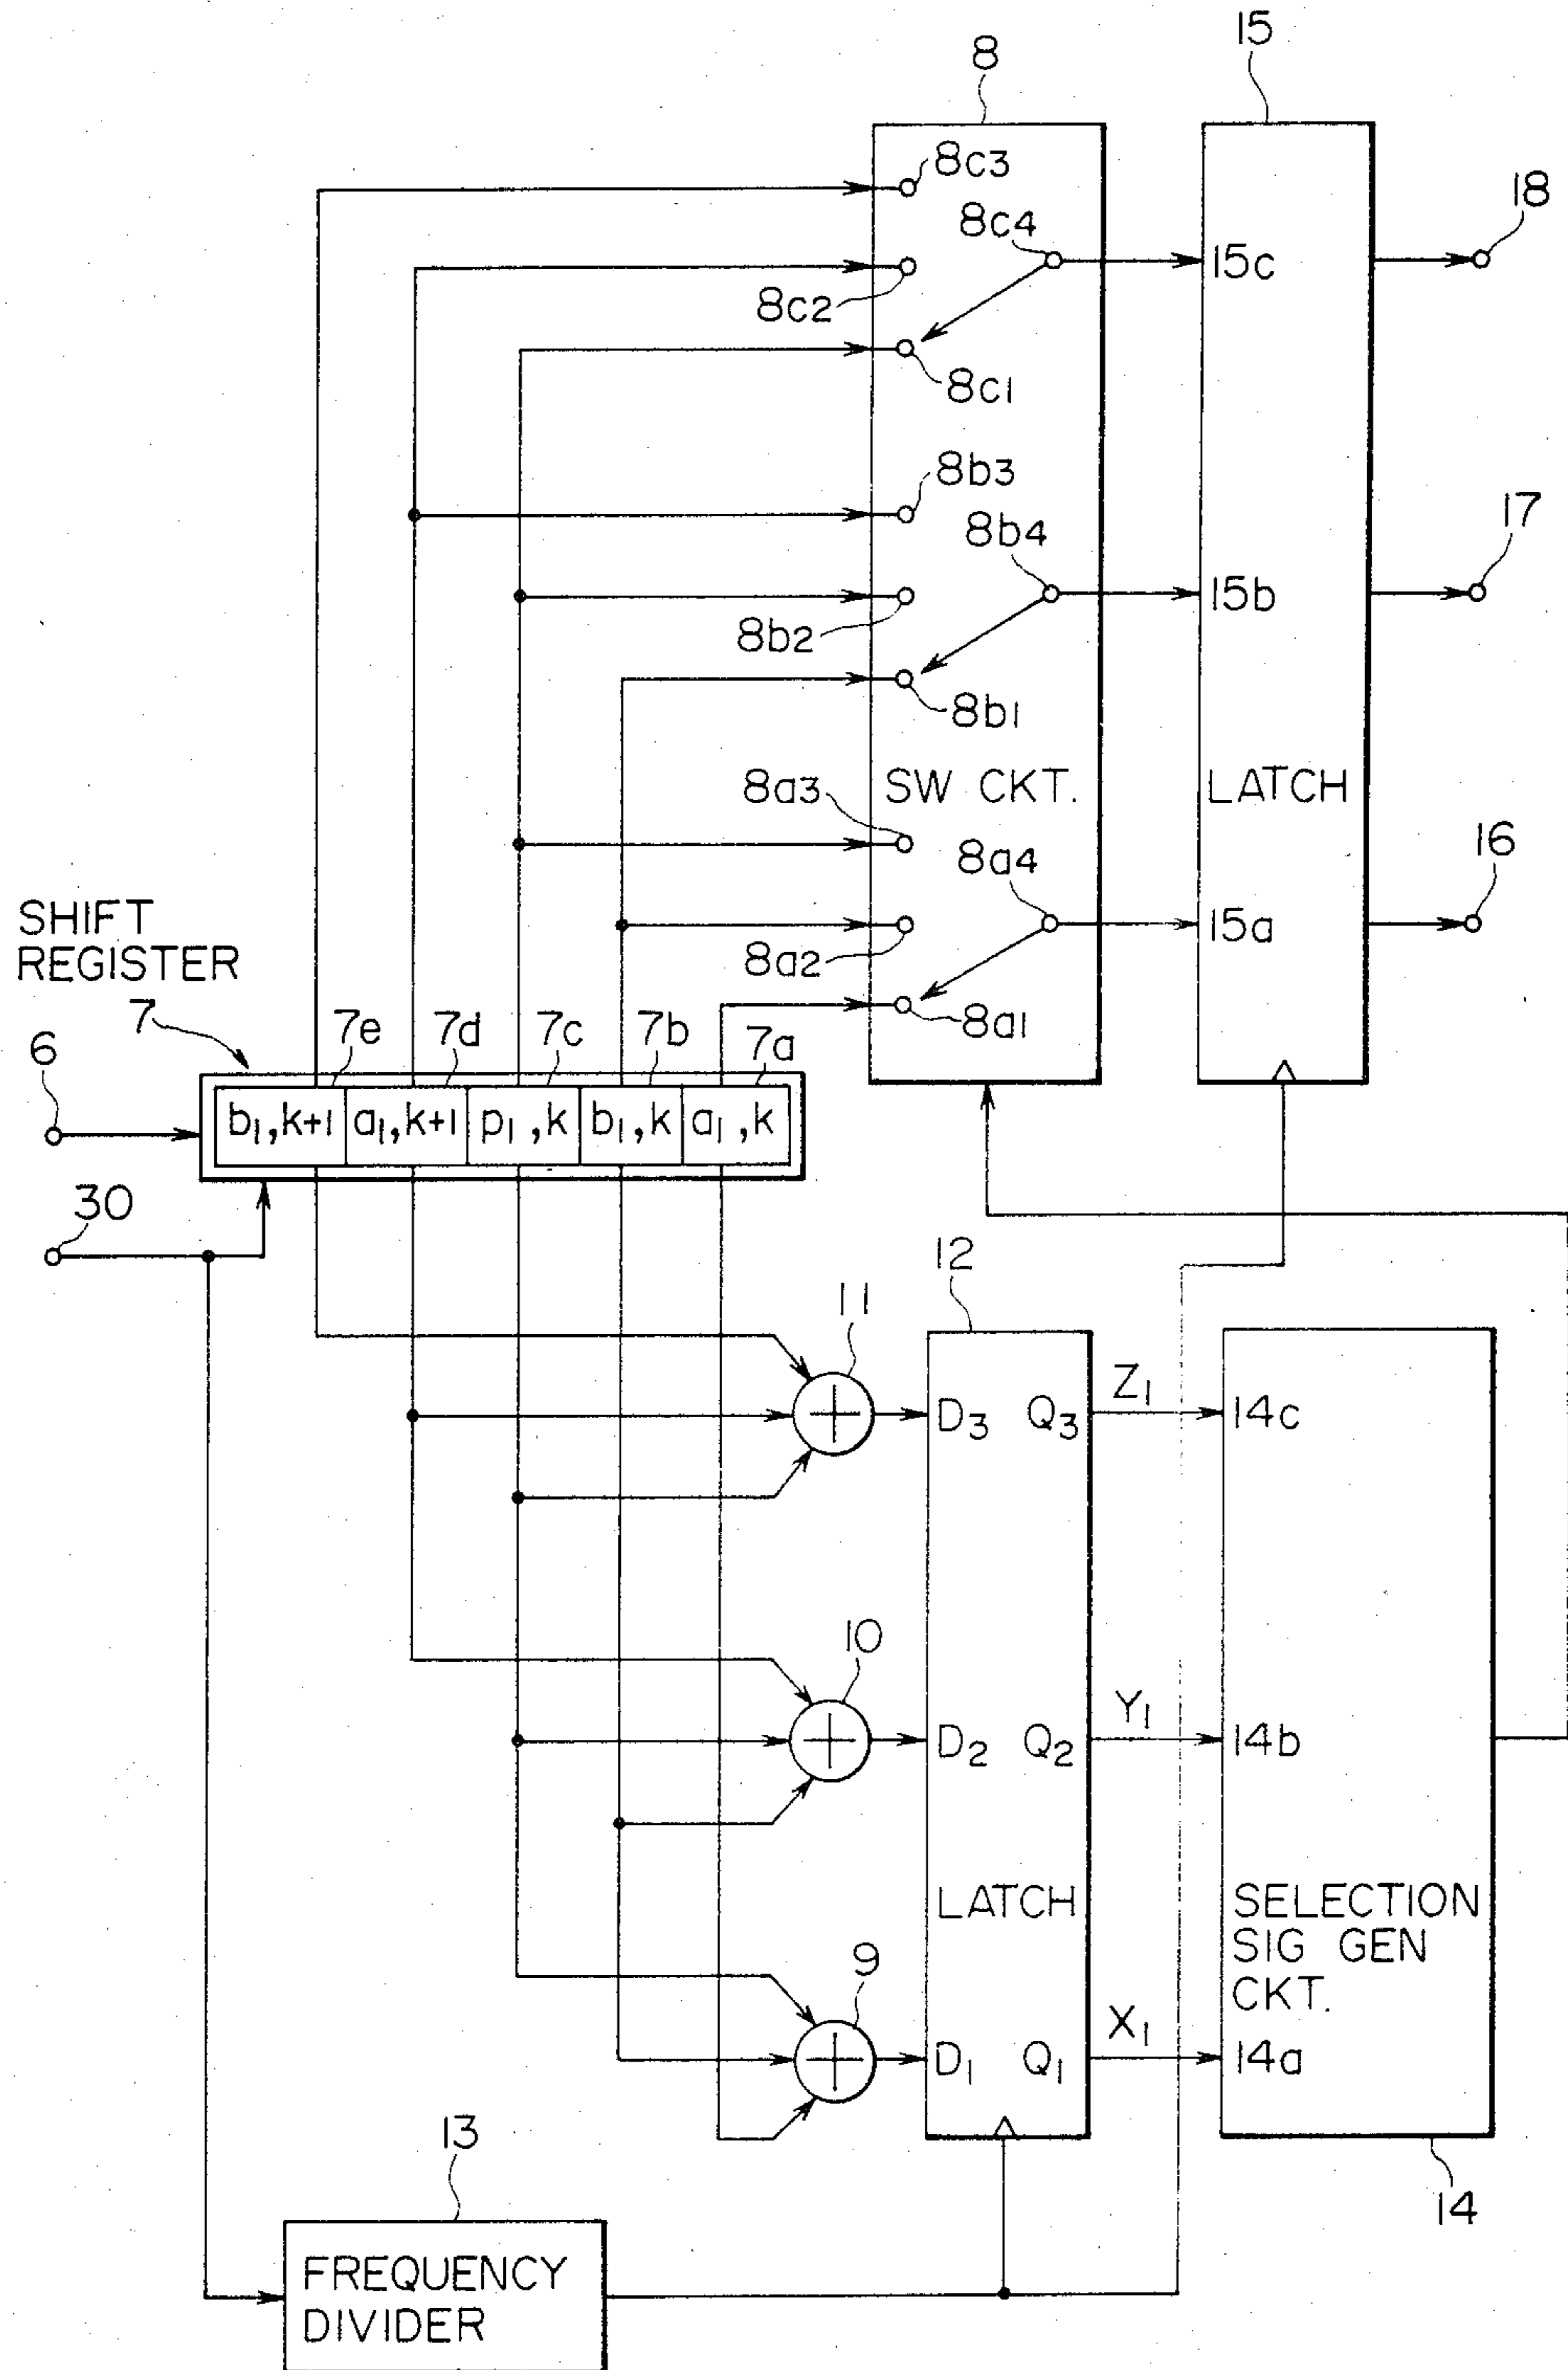 15
8
8c3
18
8c4
15c
8c2
8c1
8b3
17
8b4
15b
8b2
8b1
8a3
SW CKT.
LATCH
16
8a4
SHIFT
REGISTER
15a
8a2
7
7e
7d
7c
7b
7a
8a1
6
b1,k+1
a1,k+1
p1,k
b1,k
a1,k
30
12
11
Z1
D3
Q3
14c
10
Y1
D2
Q2
14b
LATCH
SELECTION
SIG GEN
CKT.
9
X1
D1
Q1
14a
13
14
FREQUENCY
DIVIDER